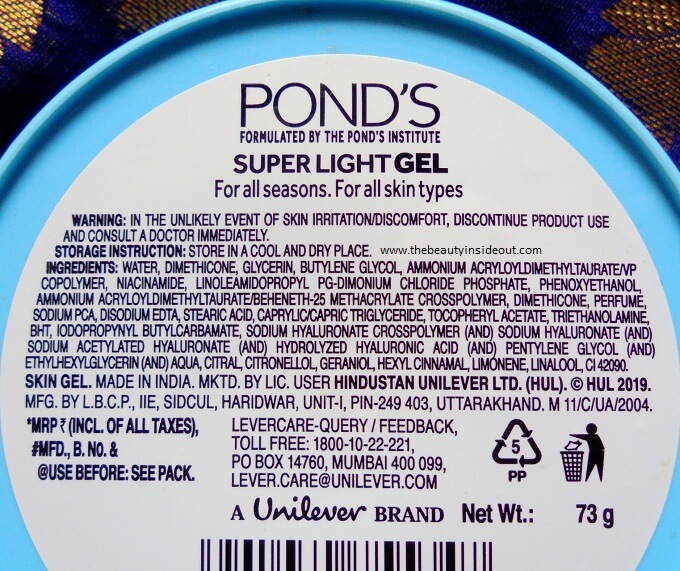 POND'S
FORMULATED BY THE POND'S INSTITUTE
SUPER LIGHT GEL
For all seasons. For all skin types
WARNING: IN THE UNLIKELY EVENT OF SKIN IRRITATION/DISCOMFORT, DISCONTINUE PRODUCT USE
AND CONSULT A DOCTOR IMMEDIATELY.
STORAGE INSTRUCTION: STORE IN A COOL AND DRY PLACE. www.thebeautyinsideout.com
INGREDIENTS: WATER, DIMETHICONE, GLYCERIN, BUTYLENE GLYCOL, AMMONIUM ACRYLOYLDIMETHYLTAURATE/VP
COPOLYMER, NIACINAMIDE, LINOLEAMIDOPROPYL PG-DIMONIUM CHLORIDE PHOSPHATE, PHENOXYETHANOL,
AMMONIUM ACRYLOYLDIMETHYLTAURATE/BEHENETH-25 METHACRYLATE CROSSPOLYMER, DIMETHICONE, PERFUME,
SODIUM PCA, DISODIUM EDTA, STEARIC ACID, CAPRYLIC/CAPRIC TRIGLYCERIDE, TOCOPHERYL ACETATE, TRIETHANOLAMINE,
BHT, IODOPROPYNYL BUTYLCARBAMATE, SODIUM HYALURONATE CROSSPOLYMER (AND) SODIUM HYALURONATE (AND)
SODIUM ACETYLATED HYALURONATE (AND) HYDROLYZED HYALURONIC ACID (AND) PENTYLENE GLYCOL (AND)
ETHYLHEXYLGLYCERIN (AND) AQUA, CITRAL, CITRONELLOL, GERANIOL, HEXYL CINNAMAL, LIMONENE, LINALOOL, CI 42090.
SKIN GEL. MADE IN INDIA. MKTD. BY LIC. USER HINDUSTAN UNILEVER LTD. (HUL). © HUL 2019.
MFG. BY L.B.C.P., IIE, SIDCUL, HARIDWAR, UNIT-I, PIN-249 403, UTTARAKHAND. M 11/C/UA/2004.
*MRP ₹ (INCL. OF ALL TAXES),
#MFD., B. No. &
@USE BEFORE: SEE PACK.
LEVERCARE-QUERY / FEEDBACK,
TOLL FREE: 1800-10-22-221,
PO BOX 14760, MUMBAI 400 099,
LEVER.CARE@UNILEVER.COM
5
PP
A Unilever BRAND Net Wt.: 73 g